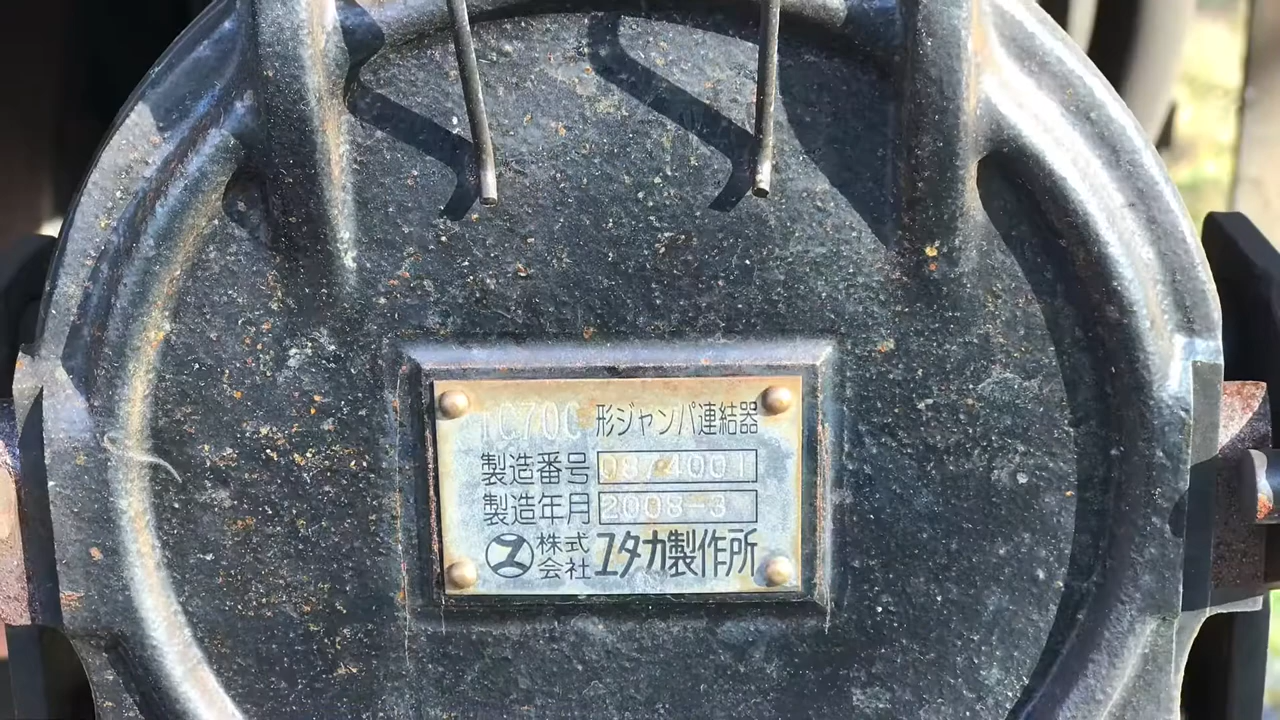 TC70C 形ジャンパ連結器
製造番号 084001
製造年月 2008-3
株式会社 ユタカ製作所